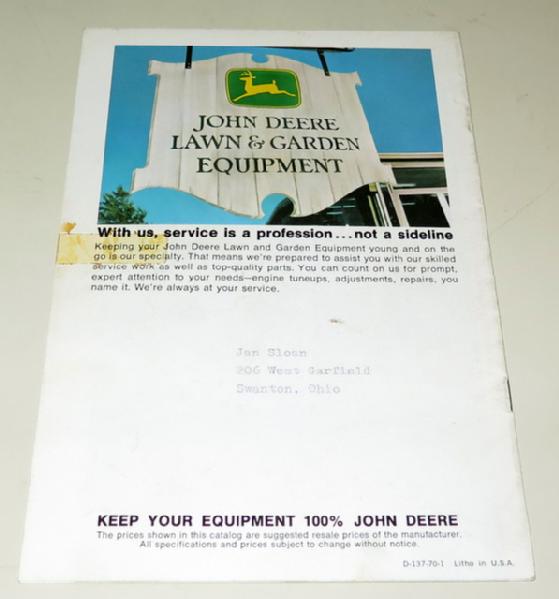 JOHN DEERE
LAWN & GARDEN
EQUIPMENT
With us, service is a profession...not a sideline
Keeping your John Deere Lawn and Garden Equipment young and on the
go is our specialty. That means we're prepared to assist you with our skilled
service work as well as top-quality parts. You can count on us for prompt,
expert attention to your needs—engine tuneups, adjustments, repairs, you
name it. We're always at your service.
Jan Sloan
206 West Garfield
Swanton, Ohio
KEEP YOUR EQUIPMENT 100% JOHN DEERE
The prices shown in this catalog are suggested resale prices of the manufacturer.
All specifications and prices subject to change without notice.
D-137-70-1 Litho in U.S.A.